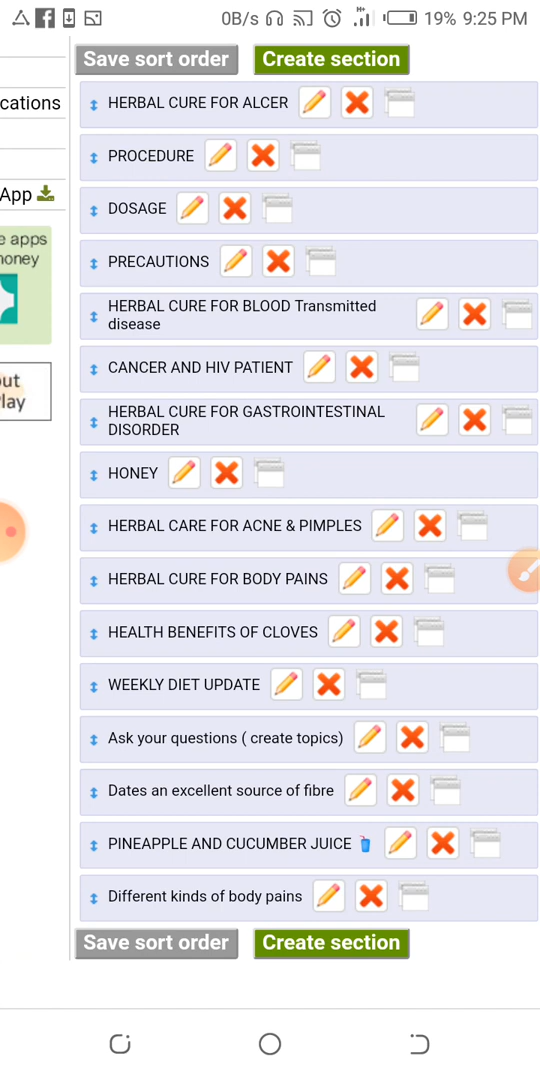 0B/s H+ 19% 9:25 PM
Save sort order Create section
cations
HERBAL CURE FOR ALCER
PROCEDURE
App
DOSAGE
e apps
PRECAUTIONS
HERBAL CURE FOR BLOOD Transmitted
disease
CANCER AND HIV PATIENT
HERBAL CURE FOR GASTROINTESTINAL
DISORDER
HONEY
HERBAL CARE FOR ACNE & PIMPLES
HERBAL CURE FOR BODY PAINS
HEALTH BENEFITS OF CLOVES
WEEKLY DIET UPDATE
Ask your questions ( create topics)
Dates an excellent source of fibre
PINEAPPLE AND CUCUMBER JUICE 🥤
Different kinds of body pains
Save sort order Create section